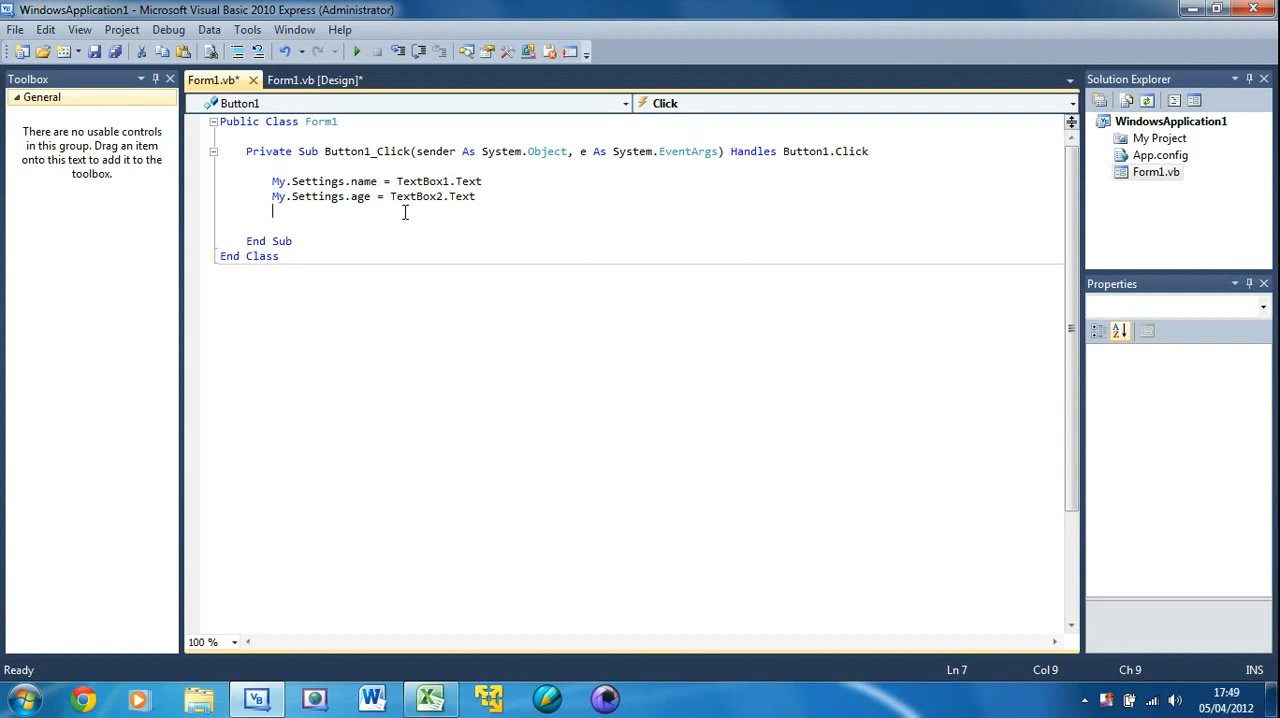 WindowsApplication1 - Microsoft Visual Basic 2010 Express (Administrator)
File Edit View Project Debug Data Tools Window Help
Toolbox
General
There are no usable controls
in this group. Drag an item
onto this text to add it to the
toolbox.
Form1.vb* Form1.vb [Design]*
Button1 Click
Public Class Form1
Private Sub Button1_Click(sender As System.Object, e As System.EventArgs) Handles Button1.Click
My.Settings.name = TextBox1.Text
My.Settings.age = TextBox2.Text
End Sub
End Class
100 %
Solution Explorer
WindowsApplication1
My Project
App.config
Form1.vb
Properties
Ready Ln 7 Col 9 Ch 9 INS
17:49
05/04/2012